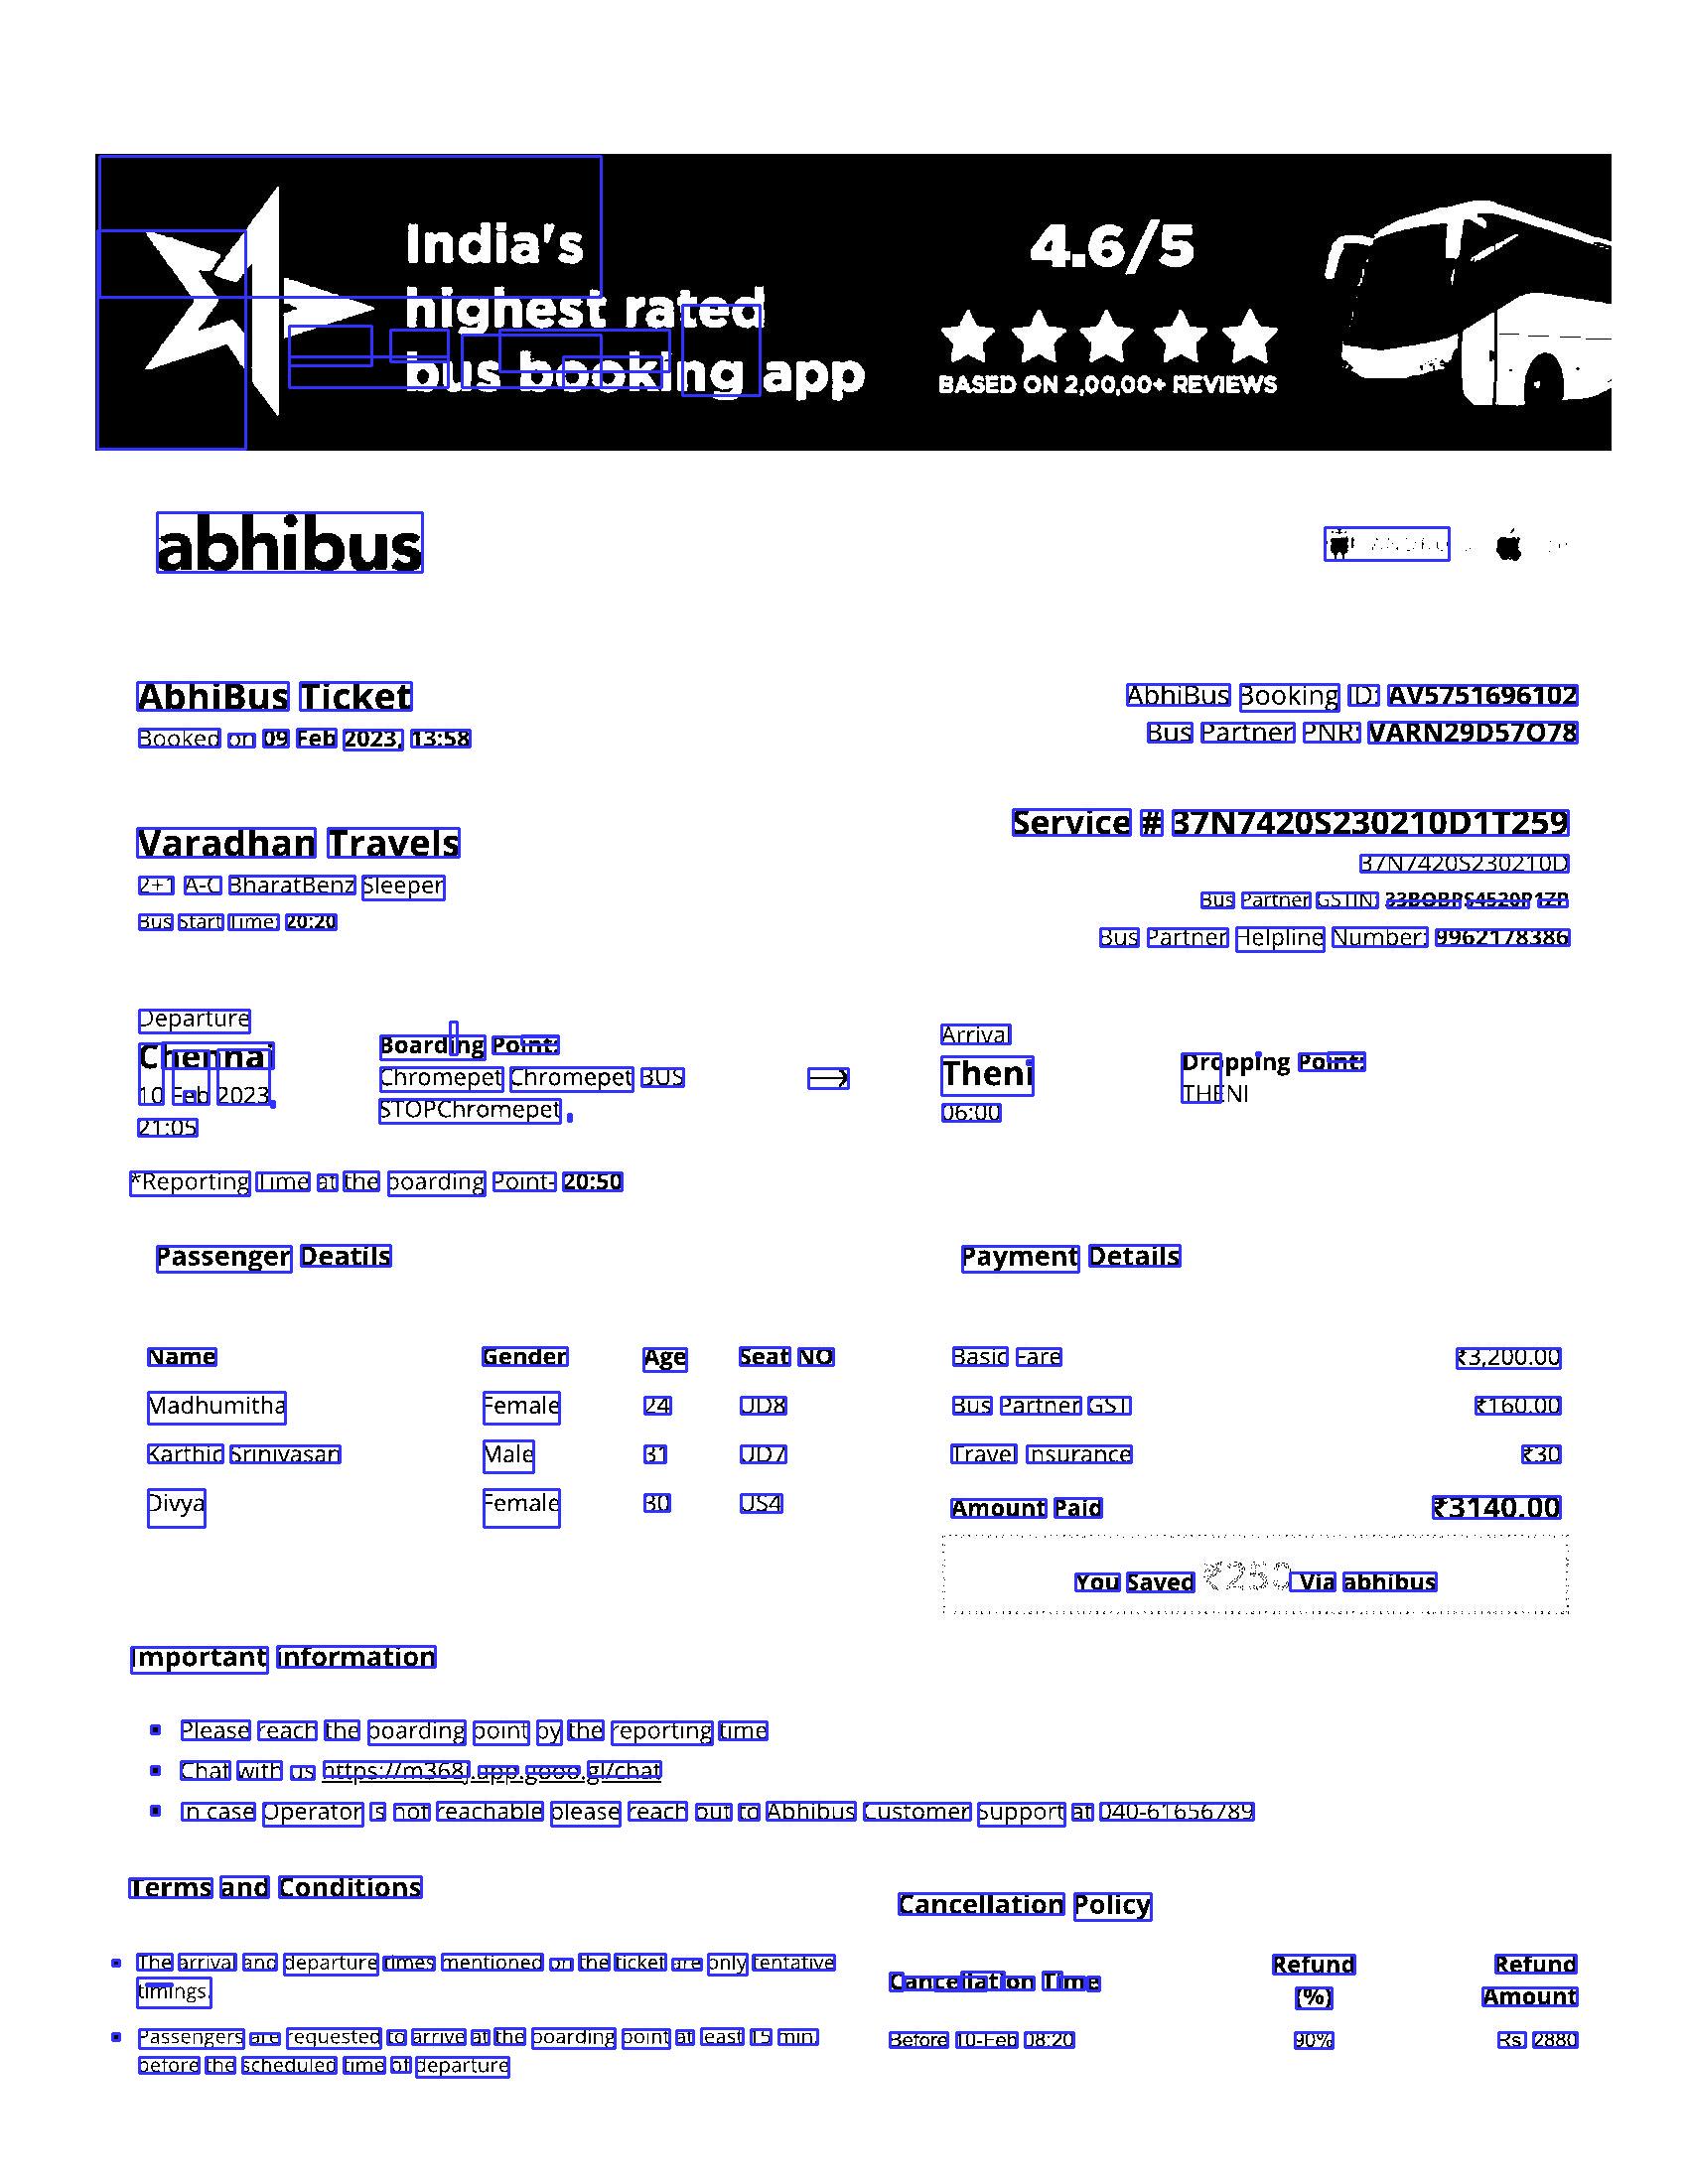 India's
highest rated
bus booking app
4.6/5
BASED ON 2,00,00+ REVIEWS
abhibus
AbhiBus Ticket
Booked on 09 Feb 2023, 13:58
AbhiBus Booking ID: AV5751696102
Bus Partner PNR: VARN29D57O78
Varadhan Travels
2+1 A-C BharatBenz Sleeper
Bus Start Time: 20:20
Service # 37N7420S230210D1T259
37N7420S230210D
Bus Partner GSTIN:
Bus Partner Helpline Number: 9962178386
Departure
Chennai
10 Feb 2023,
21:05
Boarding Point:
Chromepet Chromepet BUS
STOPChromepet ,
Arrival
Theni
06:00
Dropping Point:
THENI
*Reporting Time at the boarding Point- 20:50
Passenger Deatils
Name Gender Age Seat NO
Madhumitha Female 24 UD8
Karthic Srinivasan Male 31 UD7
Divya Female 30 US4
Payment Details
Basic Fare ₹3,200.00
Bus Partner GST ₹160.00
Travel Insurance ₹30
Amount Paid ₹3140.00
You Saved ₹250 Via abhibus
Important information
Please reach the boarding point by the reporting time
Chat with us https://m368j.app.gooo.gl/chat
In case Operator is not reachable please reach out to Abhibus Customer support at 040-61656789
Terms and Conditions
The arrival and departure times mentioned on the ticket are only tentative
timings.
Passengers are requested to arrive at the boarding point at least 15 min.
before the scheduled time of departure
Cancellation Policy
Cancellation Time Refund (%) Refund Amount
Before 10-Feb 08:20 90% Rs. 2880